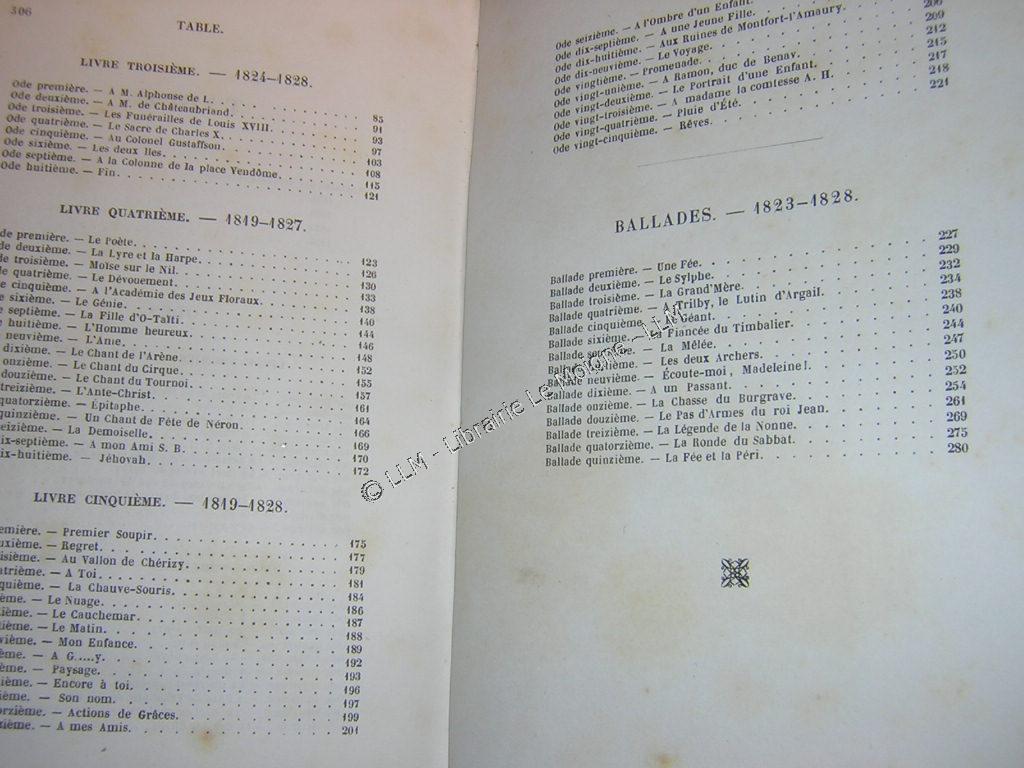 306
TABLE.
LIVRE TROISIÈME. — 1824—1828.
Ode première. — A M. Alphonse de L. 85
Ode deuxième. — A M. de Châteaubriand. 91
Ode troisième. — Les Funérailles de Louis XVIII. 93
Ode quatrième. — Le Sacre de Charles X. 97
Ode cinquième. — Au Colonel Gustaffson. 103
Ode sixième. — Les deux Iles. 108
Ode septième. — A la Colonne de la place Vendôme. 115
Ode huitième. — Fin. 121
LIVRE QUATRIÈME. — 1819—1827.
de première. — Le Poëte. 123
de deuxième. — La Lyre et la Harpe. 126
de troisième. — Moïse sur le Nil. 130
e quatrième. — Le Dévouement. 133
e cinquième. — A l'Académie des Jeux Floraux. 138
e sixième. — Le Génie. 140
e septième. — La Fille d'O-Taïti. 144
huitième. — L'Homme heureux. 146
neuvième. — L'Ame. 148
dixième. — Le Chant de l'Arène. 152
onzième. — Le Chant du Cirque. 155
douzième. — Le Chant du Tournoi. 157
treizième. — L'Ante-Christ. 161
quatorzième. — Épitaphe. 164
quinzième. — Un Chant de Fête de Néron. 166
seizième. — La Demoiselle. 169
dix-septième. — A mon Ami S. B. 170
dix-huitième. — Jéhovah. 172
LIVRE CINQUIÈME. — 1819—1828.
emière. — Premier Soupir. 175
uxième. — Regret. 177
isième. — Au Vallon de Chérizy. 179
atrième. — A Toi. 181
quième. — La Chauve-Souris. 184
ème. — Le Nuage. 186
ième. — Le Cauchemar. 187
tième. — Le Matin. 188
vième. — Mon Enfance. 189
ème. — A G.....y. 192
ème. — Paysage. 193
ième. — Encore à toi. 196
ième. — Son nom. 197
orzième. — Actions de Grâces. 199
zième. — A mes Amis. 201
Ode seizième. — A l'Ombre d'un Enfant.
Ode dix-septième. — A une Jeune Fille.
Ode dix-huitième. — Aux Ruines de Montfort-l'Amaury. 206
Ode dix-neuvième. — Le Voyage. 209
Ode vingtième. — Promenade. 212
Ode vingt-unième. — A Ramon, duc de Benav. 215
Ode vingt-deuxième. — Le Portrait d'une Enfant. 217
Ode vingt-troisième. — A madame la comtesse A. H. 218
Ode vingt-quatrième. — Pluie d'Été. 221
Ode vingt-cinquième. — Rêves.
BALLADES. — 1823—1828.
Ballade première. — Une Fée. 227
Ballade deuxième. — Le Sylphe. 229
Ballade troisième. — La Grand'Mère. 232
Ballade quatrième. — A Trilby, le Lutin d'Argail. 234
Ballade cinquième. — Le Géant. 238
Ballade sixième. — La Fiancée du Timbalier. 240
Ballade septième. — La Mêlée. 244
Ballade huitième. — Les deux Archers. 247
Ballade neuvième. — Écoute-moi, Madeleine! 250
Ballade dixième. — A un Passant. 252
Ballade onzième. — La Chasse du Burgrave. 254
Ballade douzième. — Le Pas d'Armes du roi Jean. 261
Ballade treizième. — La Légende de la Nonne. 269
Ballade quatorzième. — La Ronde du Sabbat. 275
Ballade quinzième. — La Fée et la Péri. 280
© LLM - Librairie Le Moigne - LLM